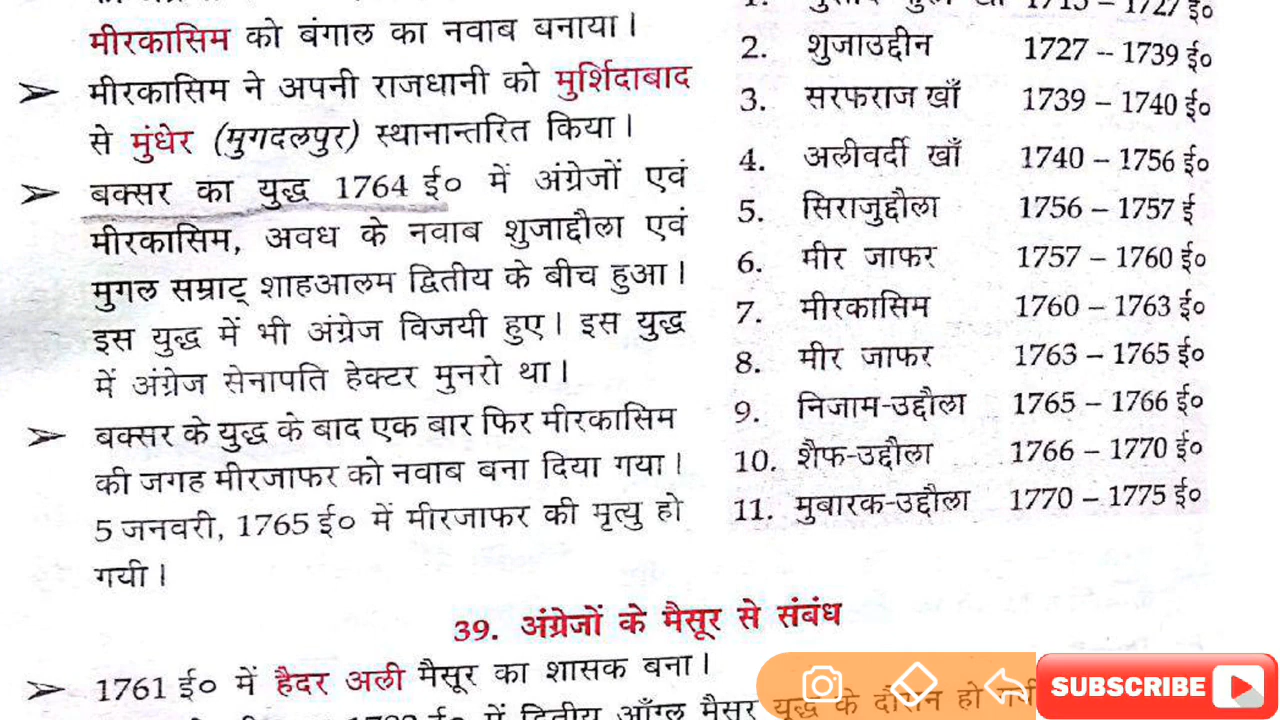 मीरकासिम को बंगाल का नवाब बनाया।
➤ मीरकासिम ने अपनी राजधानी को मुर्शिदाबाद
से मुंधेर (मुगदलपुर) स्थानान्तरित किया।
➤ बक्सर का युद्ध 1764 ई० में अंग्रेजों एवं
मीरकासिम, अवध के नवाब शुजाद्दौला एवं
मुगल सम्राट् शाहआलम द्वितीय के बीच हुआ।
इस युद्ध में भी अंग्रेज विजयी हुए। इस युद्ध
में अंग्रेज सेनापति हेक्टर मुनरो था।
➤ बक्सर के युद्ध के बाद एक बार फिर मीरकासिम
की जगह मीरजाफर को नवाब बना दिया गया।
5 जनवरी, 1765 ई० में मीरजाफर की मृत्यु हो
गयी।
1713 – 1727 ई०
2. शुजाउद्दीन 1727 – 1739 ई०
3. सरफराज खाँ 1739 – 1740 ई०
4. अलीवर्दी खाँ 1740 – 1756 ई०
5. सिराजुद्दौला 1756 – 1757 ई
6. मीर जाफर 1757 – 1760 ई०
7. मीरकासिम 1760 – 1763 ई०
8. मीर जाफर 1763 – 1765 ई०
9. निजाम-उद्दौला 1765 – 1766 ई०
10. शैफ-उद्दौला 1766 – 1770 ई०
11. मुबारक-उद्दौला 1770 – 1775 ई०
39. अंग्रेजों के मैसूर से संबंध
➤ 1761 ई० में हैदर अली मैसूर का शासक बना।
ई० में द्वितीय आँग्ल मैसूर युद्ध के दौरान हो गयी
SUBSCRIBE